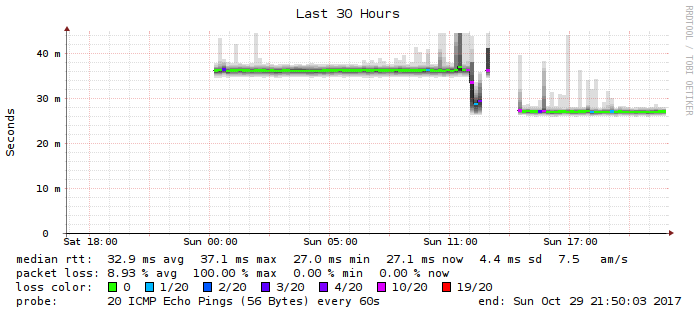 Last 30 Hours
RRDTOOL / TOBI OETIKER
Seconds
40 m
30 m
20 m
10 m
0
Sat 18:00 Sun 00:00 Sun 05:00 Sun 11:00 Sun 17:00
median rtt: 32.9 ms avg 37.1 ms max 27.0 ms min 27.1 ms now 4.4 ms sd 7.5 am/s
packet loss: 8.93 % avg 100.00 % max 0.00 % min 0.00 % now
loss color: 0 1/20 2/20 3/20 4/20 10/20 19/20
probe: 20 ICMP Echo Pings (56 Bytes) every 60s end: Sun Oct 29 21:50:03 2017